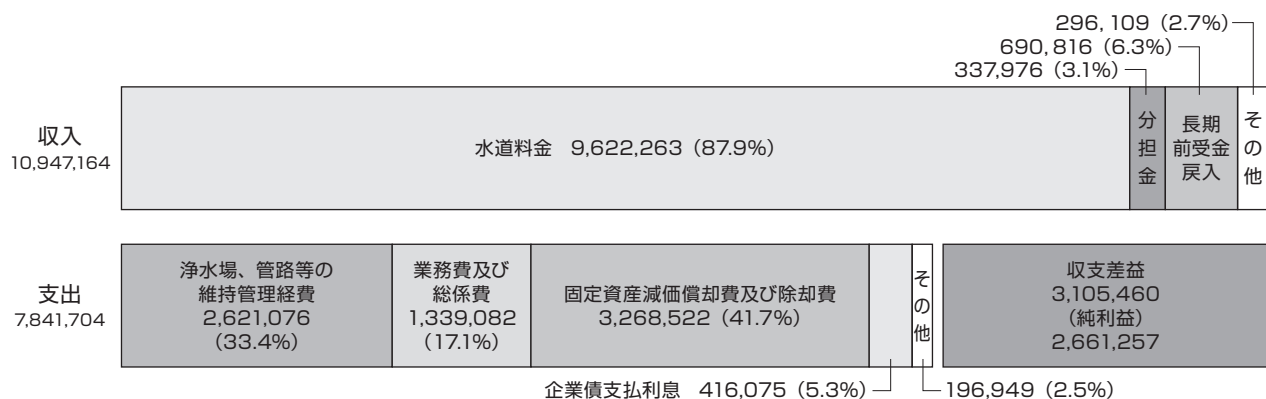 296,109（2.7%）
690,816（6.3%）
337,976（3.1%）
収入
10,947,164
水道料金 9,622,263（87.9%）
分担金
長期
前受金
戻入
その他
支出
7,841,704
浄水場、管路等の
維持管理経費
2,621,076
（33.4%）
業務費及び
総係費
1,339,082
（17.1%）
固定資産減価償却費及び除却費
3,268,522（41.7%）
その他
収支差益
3,105,460
（純利益）
2,661,257
企業債支払利息 416,075（5.3%）
196,949（2.5%）